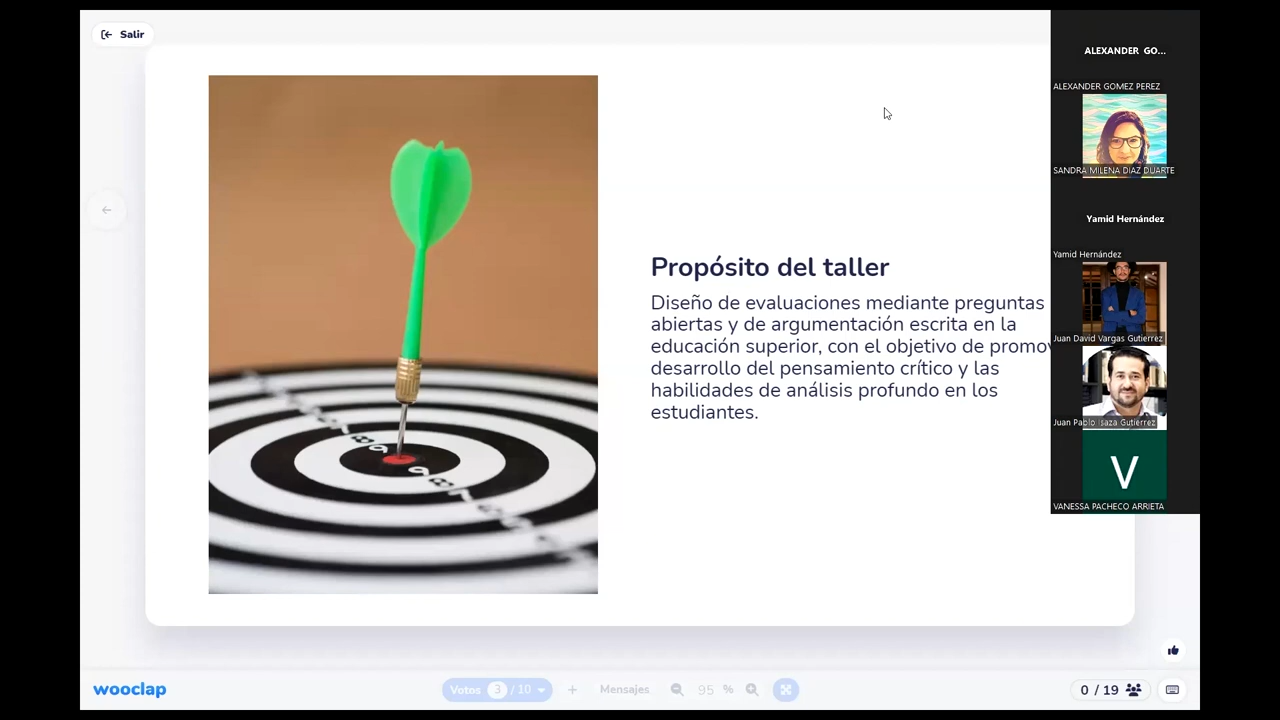 Salir
Propósito del taller
Diseño de evaluaciones mediante preguntas
abiertas y de argumentación escrita en la
educación superior, con el objetivo de promov
desarrollo del pensamiento crítico y las
habilidades de análisis profundo en los
estudiantes.
ALEXANDER GO...
ALEXANDER GOMEZ PEREZ
SANDRA MILENA DIAZ DUARTE
Yamid Hernández
Yamid Hernández
Juan David Vargas Gutierrez
Juan Pablo Isaza Gutiérrez
V
VANESSA PACHECO ARRIETA
wooclap
Votos 3 / 10
Mensajes
95 %
0 / 19